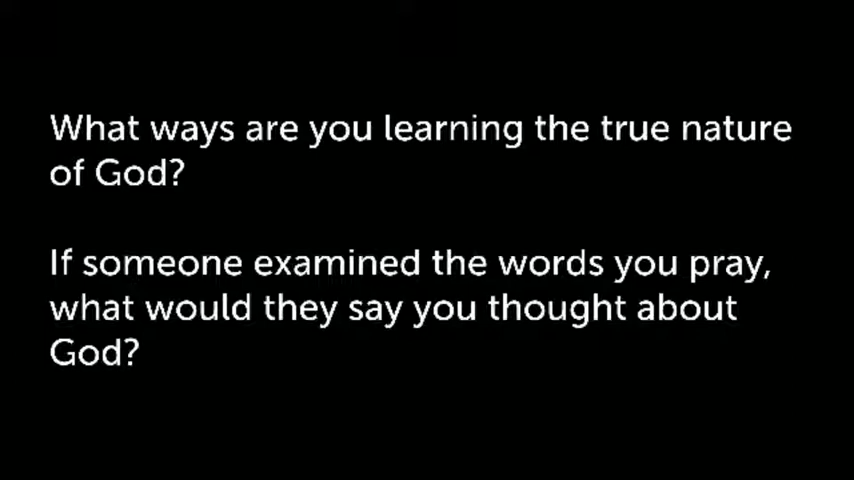 What ways are you learning the true nature
of God?
If someone examined the words you pray,
what would they say you thought about
God?